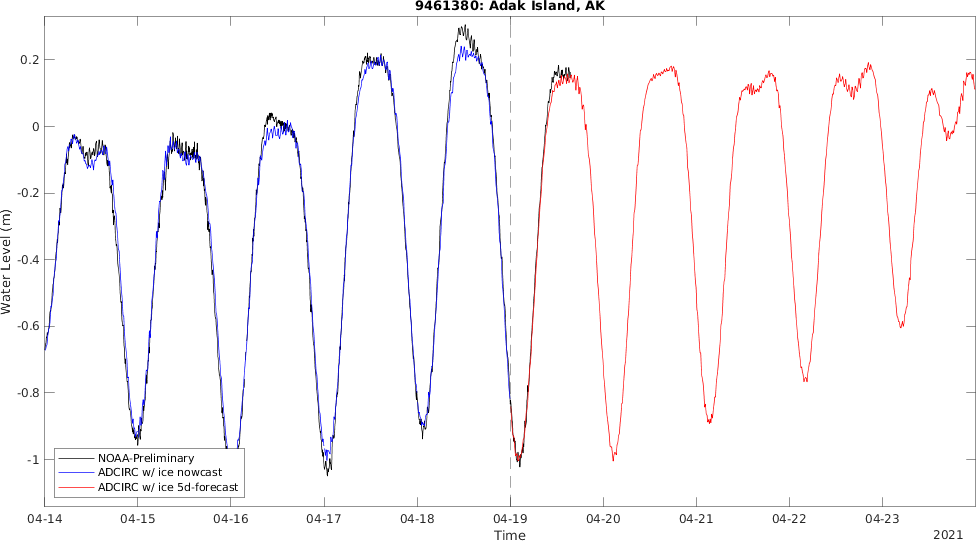 9461380: Adak Island, AK
0.2
0
-0.2
-0.4
-0.6
-0.8
-1
Water Level (m)
NOAA-Preliminary
ADCIRC w/ ice nowcast
ADCIRC w/ ice 5d-forecast
04-14 04-15 04-16 04-17 04-18 04-19 04-20 04-21 04-22 04-23
Time
2021